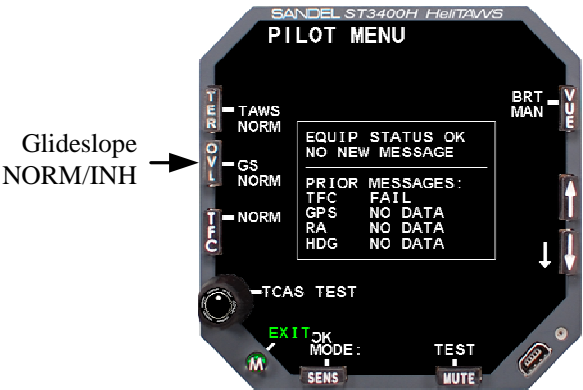 SANDEL ST3400H HeliTAWS
PILOT MENU
TER
TAWS
NORM
BRT
MAN
VUE
Glideslope
NORM/INH
OVL
GS
NORM
EQUIP STATUS OK
NO NEW MESSAGE
PRIOR MESSAGES:
TFC FAIL
GPS NO DATA
RA NO DATA
HDG NO DATA
TFC
NORM
TCAS TEST
EXIT
MODE:
TEST
M
SENS
MUTE